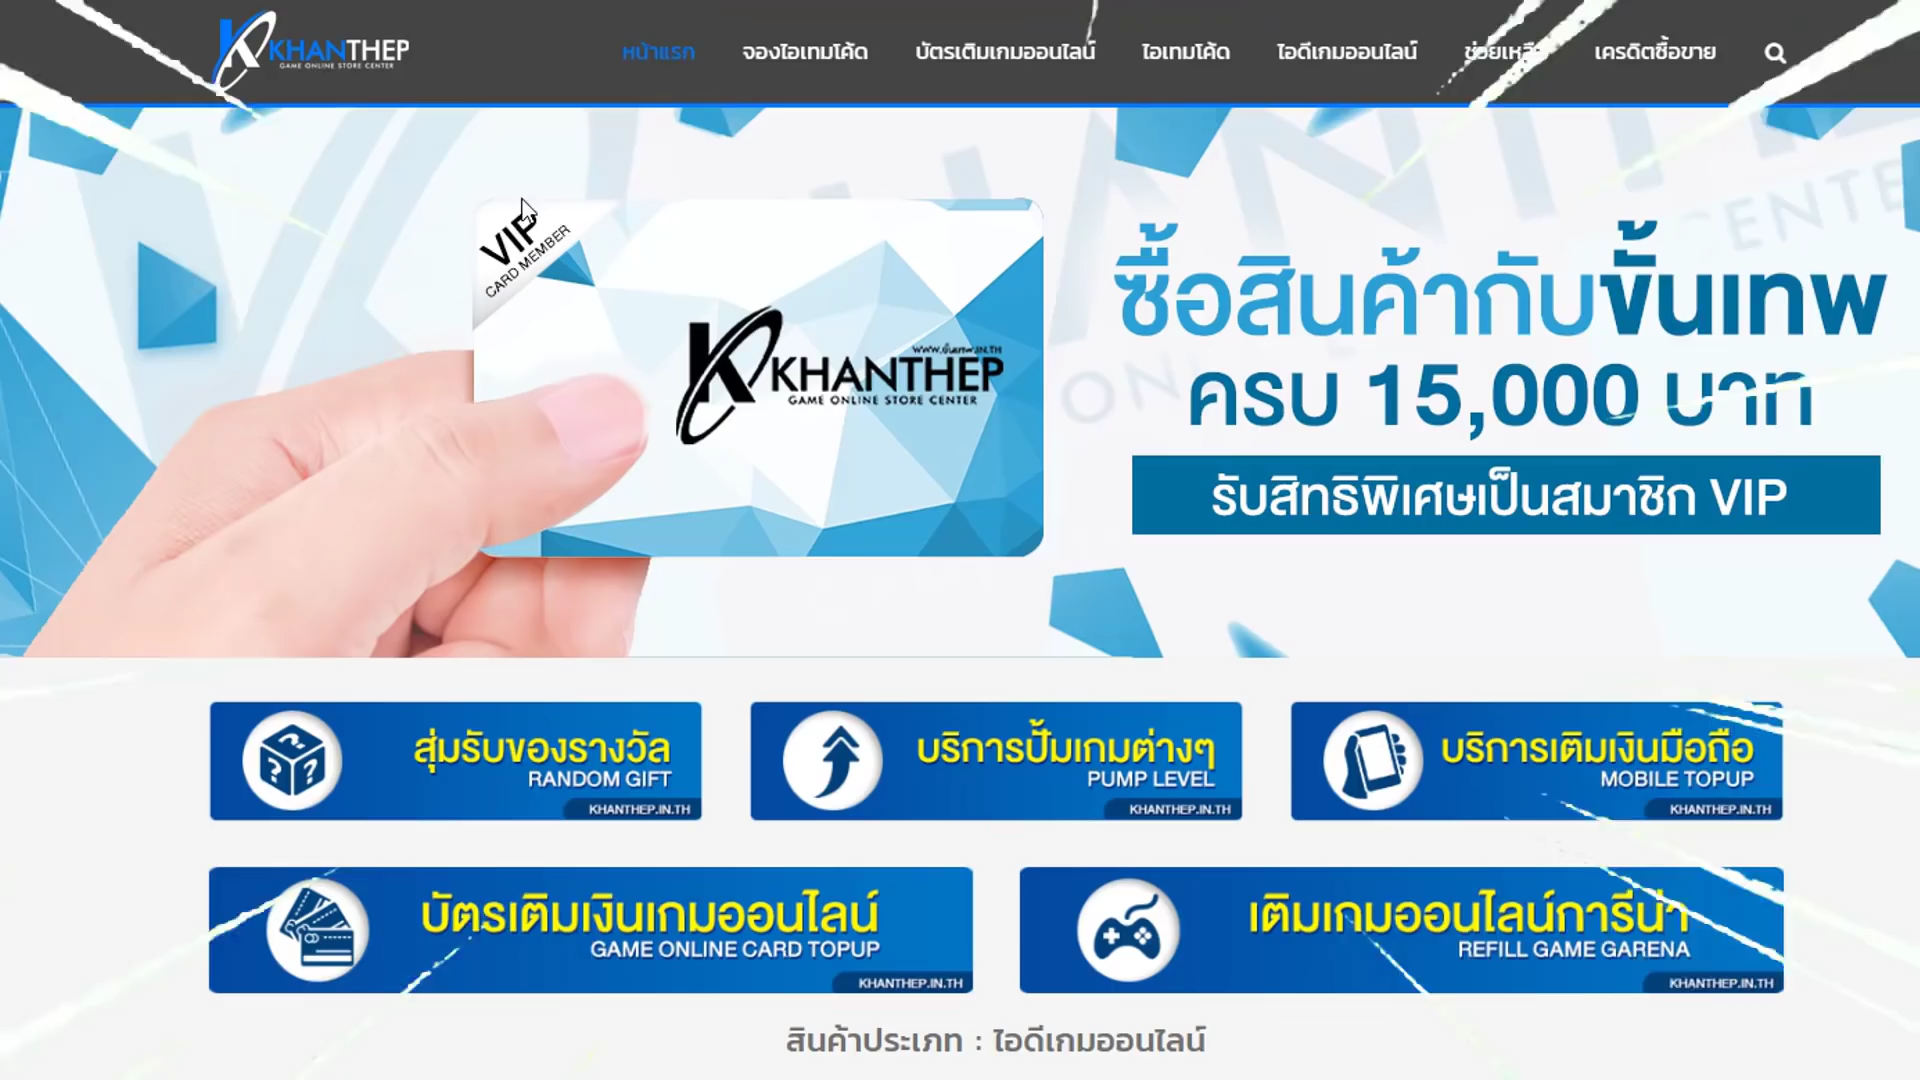 KHANTHEP
GAME ONLINE STORE CENTER
หน้าแรก
จองไอเทมโค้ด
บัตรเติมเกมออนไลน์
ไอเทมโค้ด
ไอดีเกมออนไลน์
เครดิตซื้อขาย
VIP
CARD MEMBER
WWW.ขั้นเทพ.IN.TH
KHANTHEP
GAME ONLINE STORE CENTER
ซื้อสินค้ากับขั้นเทพ
ครบ 15,000 บาท
รับสิทธิพิเศษเป็นสมาชิก VIP
สุ่มรับของรางวัล
RANDOM GIFT
KHANTHEP.IN.TH
บริการปั้มเกมต่างๆ
PUMP LEVEL
KHANTHEP.IN.TH
บริการเติมเงินมือถือ
MOBILE TOPUP
KHANTHEP.IN.TH
บัตรเติมเงินเกมออนไลน์
GAME ONLINE CARD TOPUP
KHANTHEP.IN.TH
เติมเกมออนไลน์การีน่า
REFILL GAME GARENA
KHANTHEP.IN.TH
สินค้าประเภท : ไอดีเกมออนไลน์